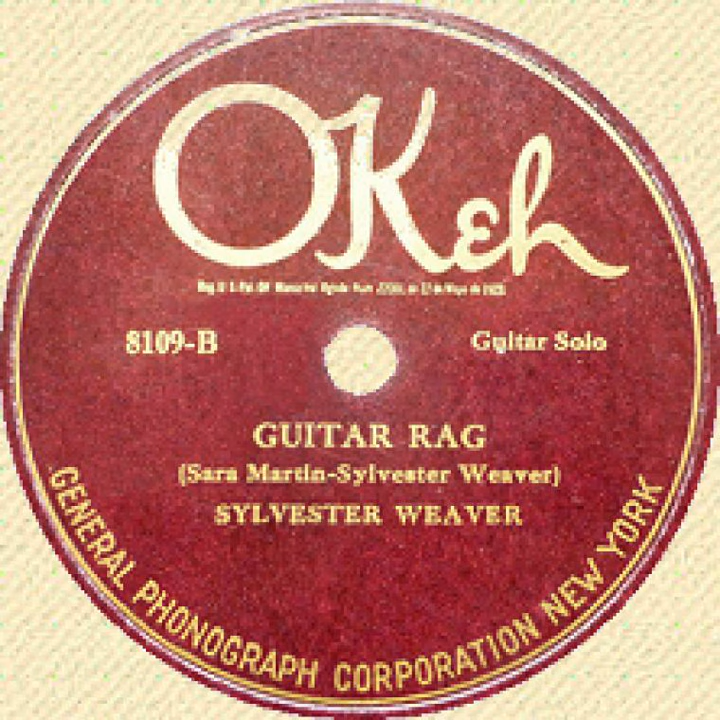 OKeh
8109-B
Guitar Solo
GUITAR RAG
(Sara Martin-Sylvester Weaver)
SYLVESTER WEAVER
GENERAL PHONOGRAPH CORPORATION NEW YORK